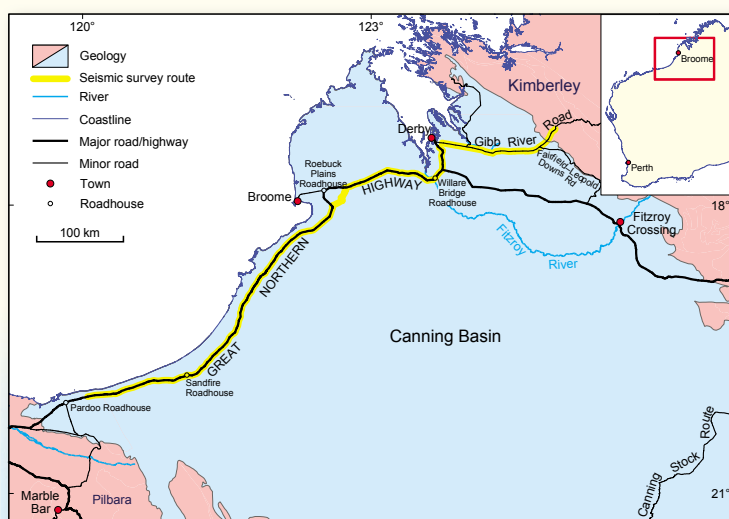 120°
123°
Geology
Seismic survey route
River
Coastline
Major road/highway
Minor road
Town
Roadhouse
100 km
Kimberley
Broome
Perth
Derby
Gibb River Road
Fairfield–Leopold
Downs Rd
Roebuck
Plains
Roadhouse
Broome
HIGHWAY
Willare
Bridge
Roadhouse
18°
Fitzroy
Crossing
Fitzroy
River
NORTHERN
GREAT
Canning Basin
Sandfire
Roadhouse
Pardoo Roadhouse
Canning Stock Route
Marble
Bar
Pilbara
21°